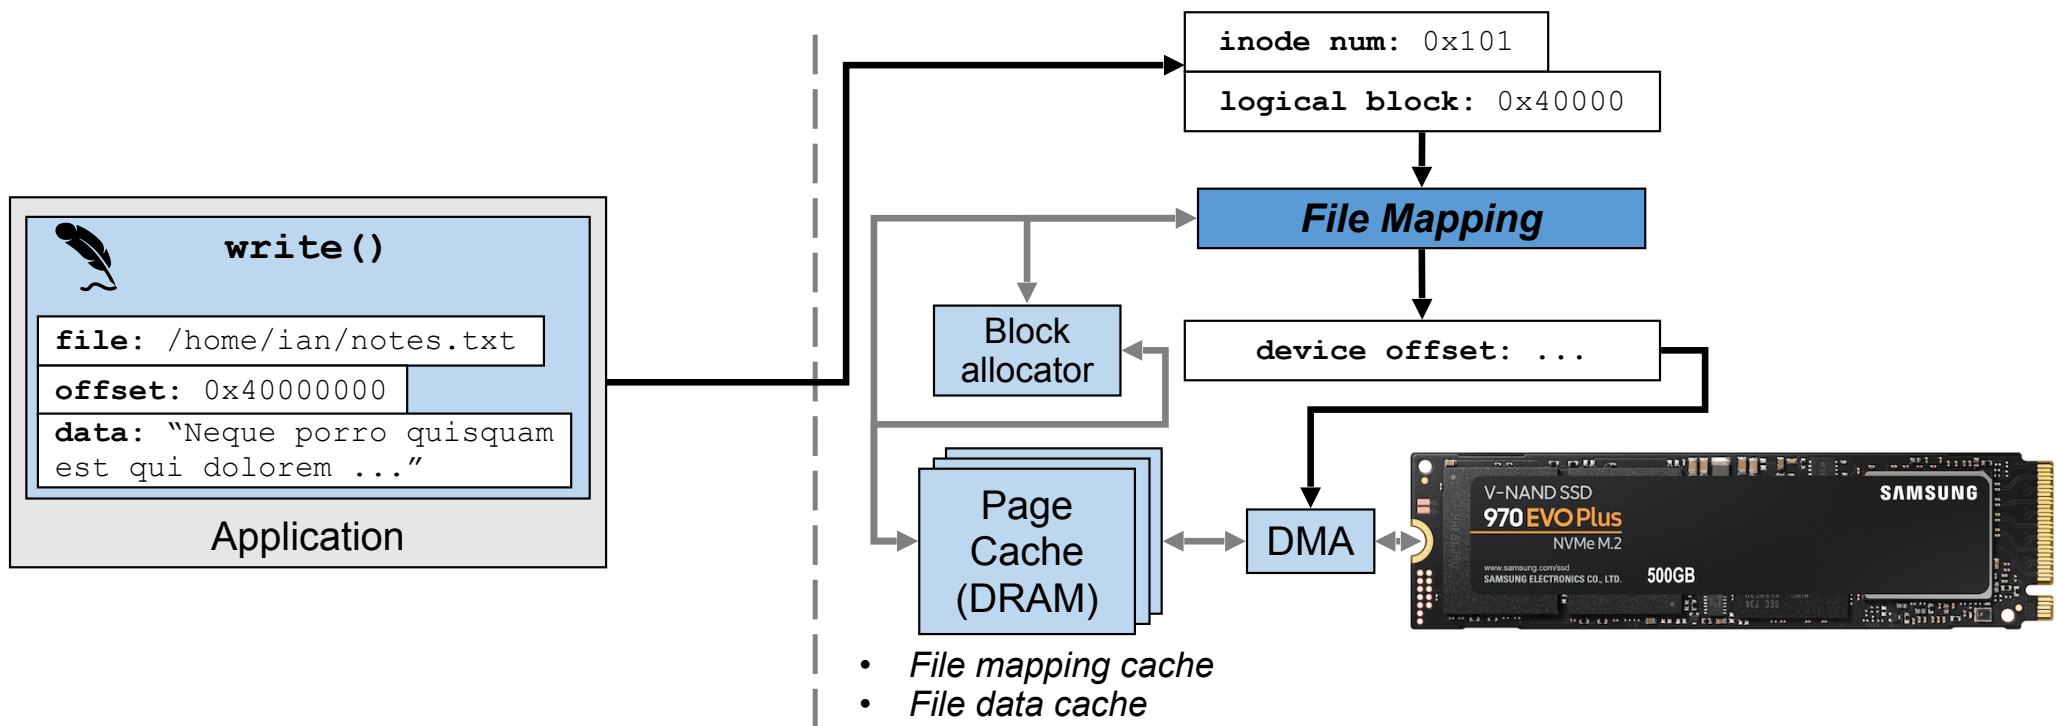 write()
file: /home/ian/notes.txt
offset: 0x40000000
data: “Neque porro quisquam
est qui dolorem ...”
Application
inode num: 0x101
logical block: 0x40000
File Mapping
Block
allocator
device offset: ...
Page
Cache
(DRAM)
DMA
V-NAND SSD
970 EVO Plus
NVMe M.2
www.samsung.com/ssd
SAMSUNG ELECTRONICS CO., LTD.
500GB
SAMSUNG
• File mapping cache
• File data cache